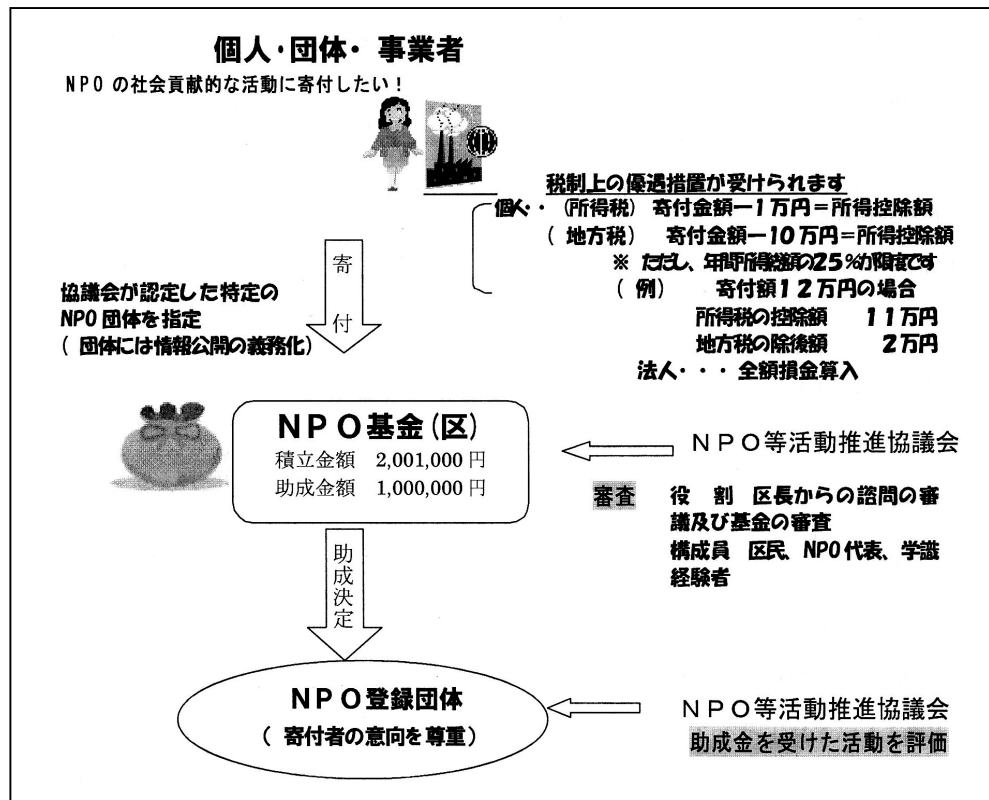 個人・団体・ 事業者
NPO の社会貢献的な活動に寄付したい!
税制上の優遇措置が受けられます
個人・・ (所得税) 寄付金額ー1万円=所得控除額
( 地方税) 寄付金額ー10万円=所得控除額
※ ただし、年間所得総額の25%が限度です
( 例) 寄付額12万円の場合
所得税の控除額 11万円
地方税の除後額 2万円
法人・・・ 全額損金算入
寄付
協議会が認定した特定の
NPO 団体を指定
( 団体には情報公開の義務化)
NPO基金(区)
積立金額 2,001,000 円
助成金額 1,000,000 円
NPO等活動推進協議会
審査 役 割 区長からの諮問の審
議及び基金の審査
構成員 区民、NPO 代表、学識
経験者
助成決定
NPO登録団体
( 寄付者の意向を尊重)
NPO等活動推進協議会
助成金を受けた活動を評価